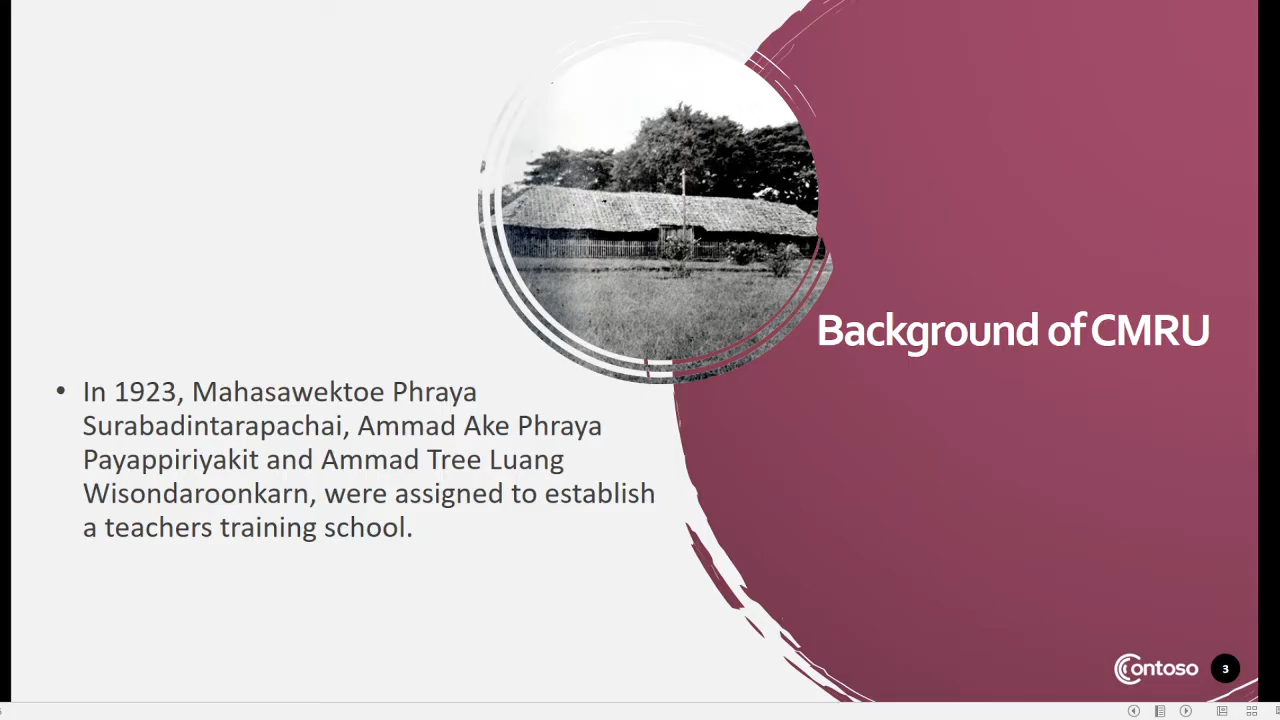 Background of CMRU
• In 1923, Mahasawektoe Phraya
Surabadintarapachai, Ammad Ake Phraya
Payappiriyakit and Ammad Tree Luang
Wisondaroonkarn, were assigned to establish
a teachers training school.
Contoso
3